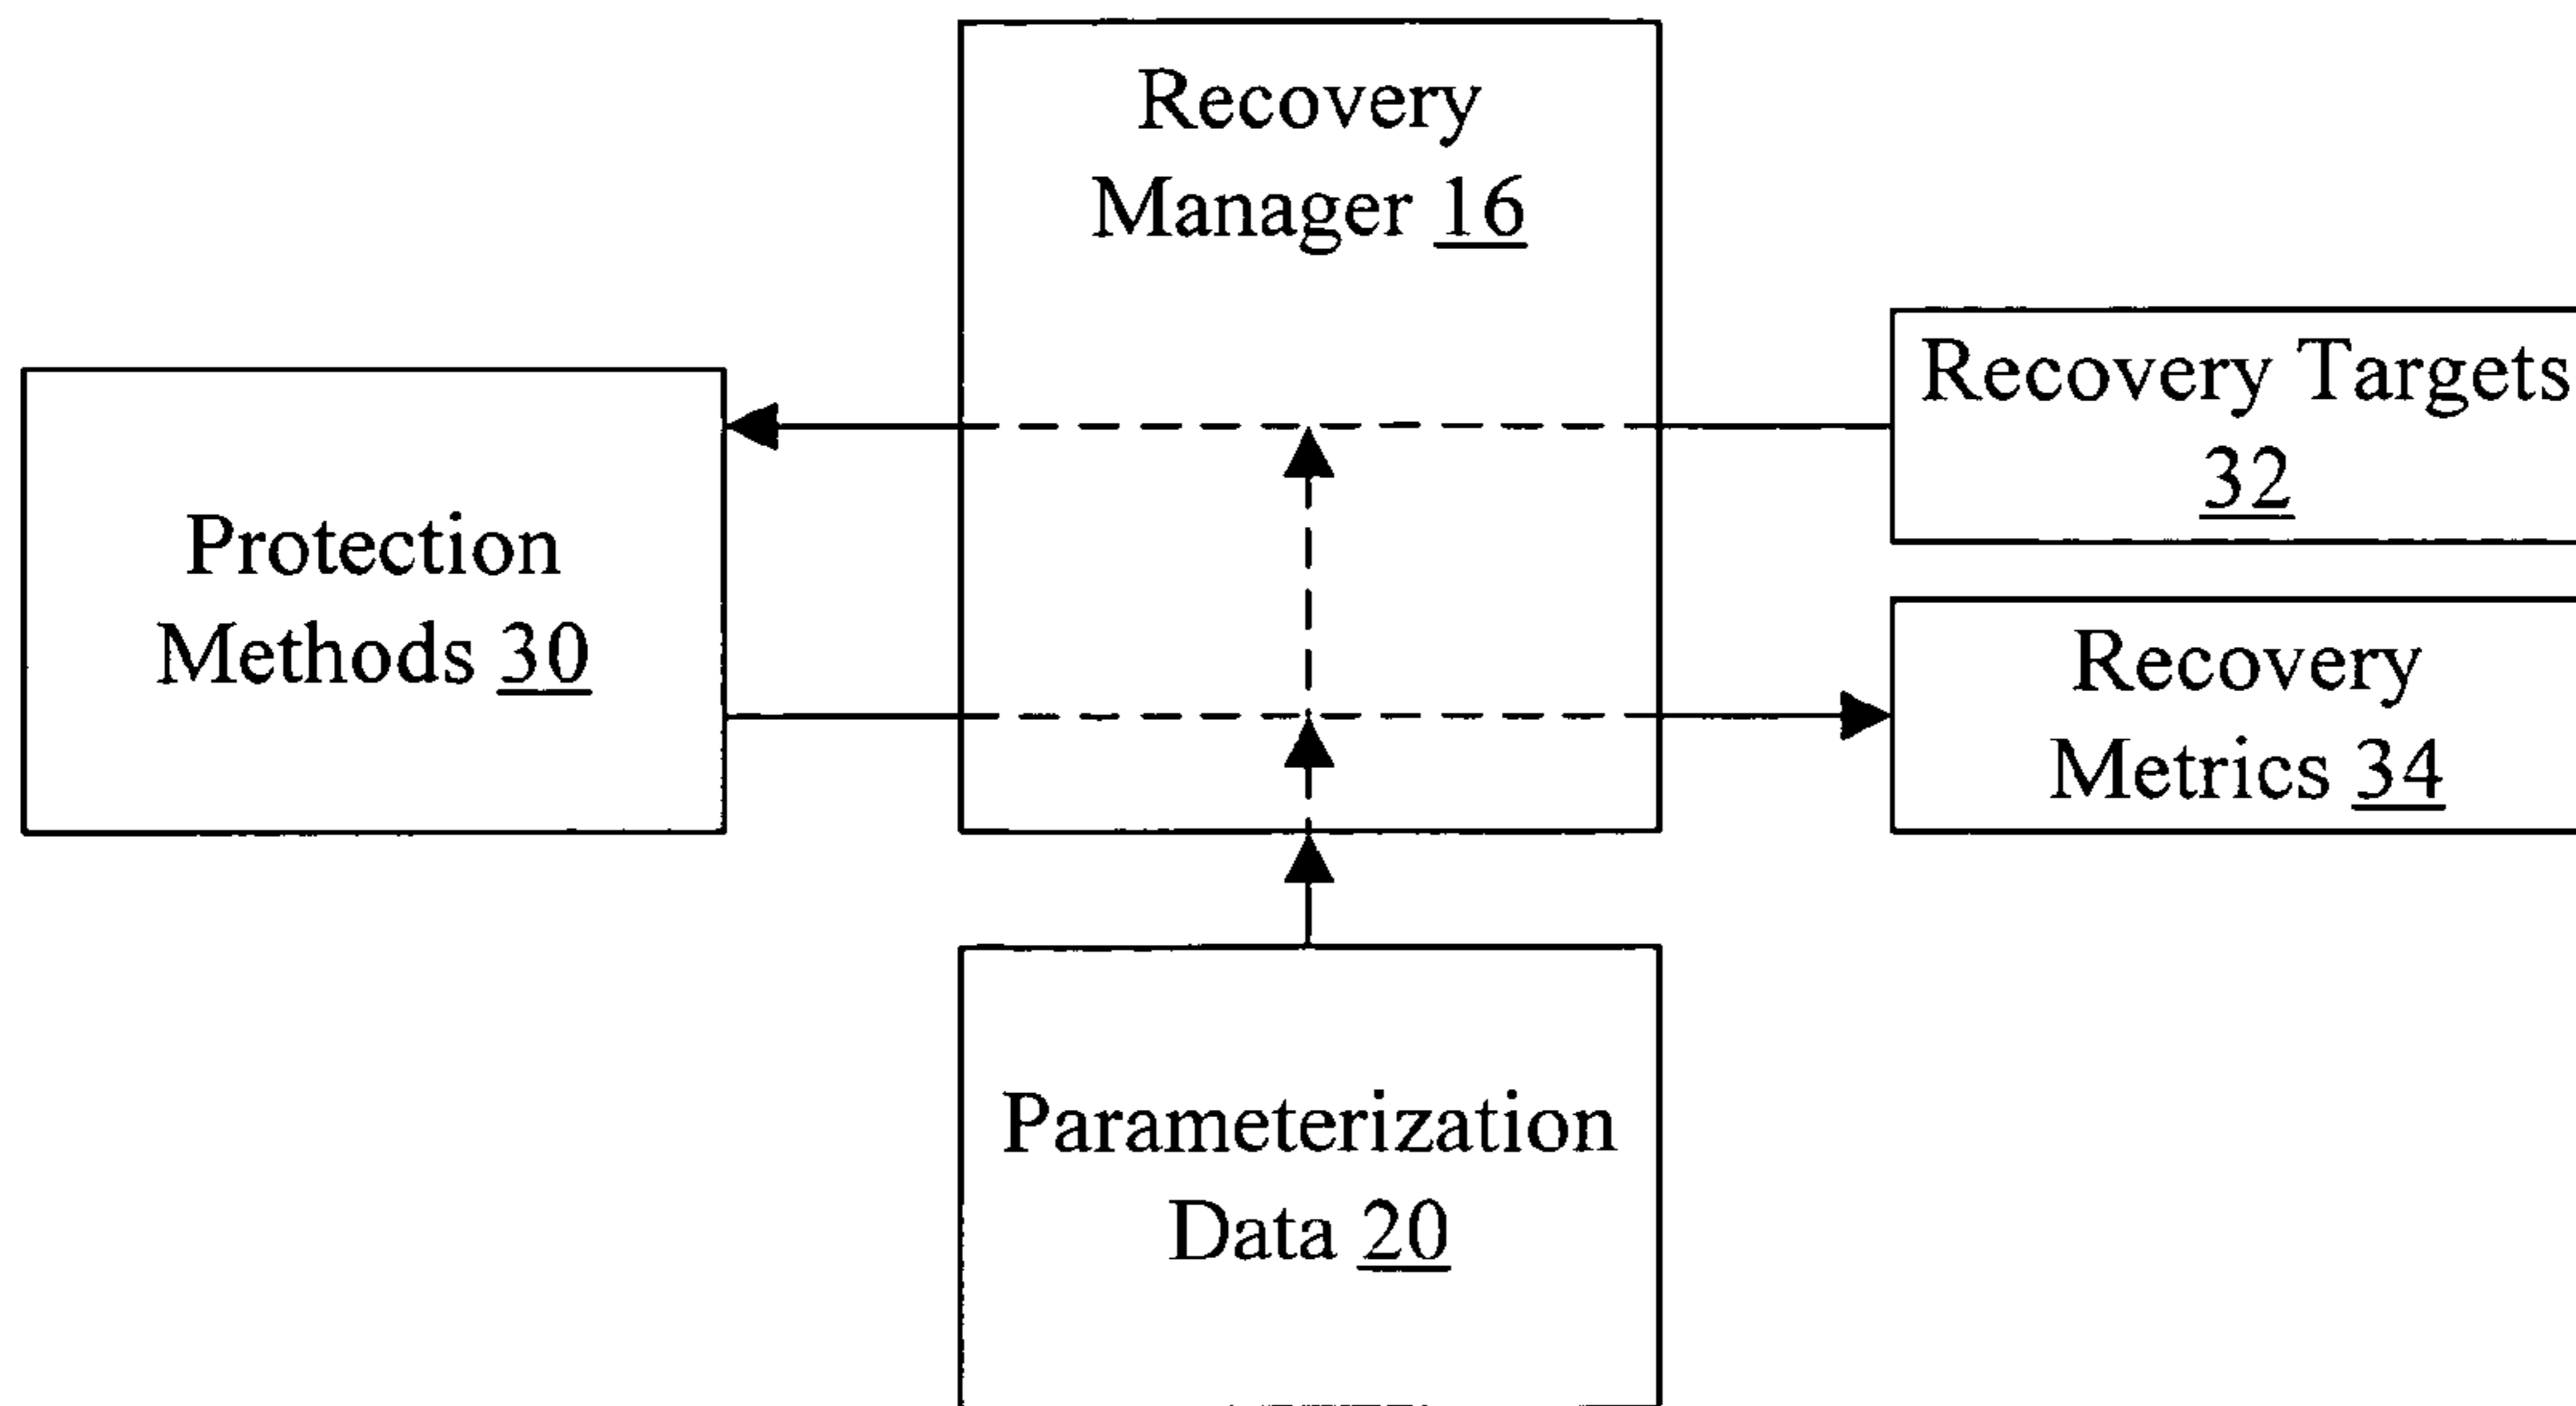 Recovery
Manager 16
Recovery Targets
32
Protection
Methods 30
Recovery
Metrics 34
Parameterization
Data 20